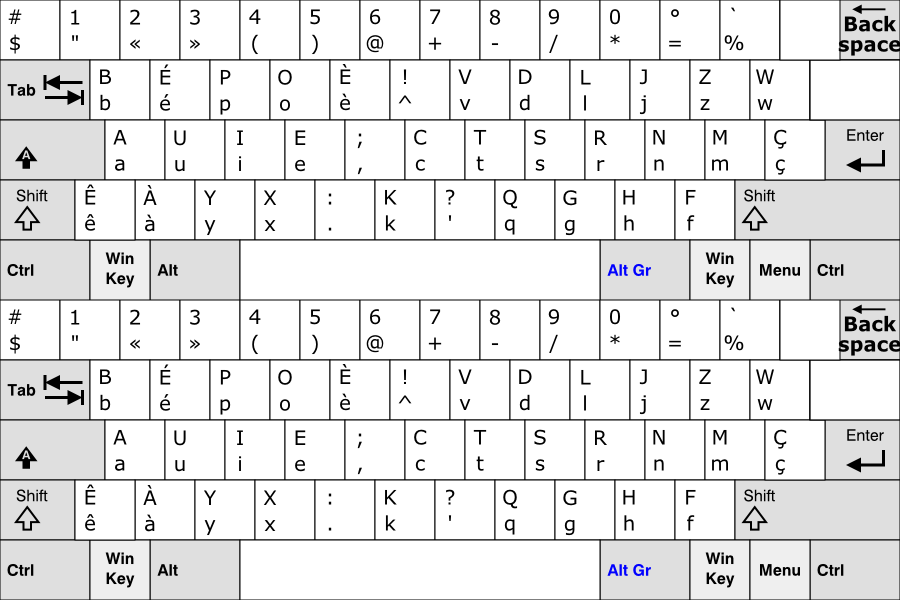 # 1 2 3 4 5 6 7 8 9 0 ° ` Back
$ " « » ( ) @ + - / * = % space
Tab B É P O È ! V D L J Z W
b é p o è ^ v d l j z w
A U I E ; C T S R N M Ç Enter
A a u i e , c t s r n m ç
Shift Ê À Y X : K ? Q G H F Shift
ê à y x . k ' q g h f
Ctrl Win Key Alt Alt Gr Win Key Menu Ctrl
# 1 2 3 4 5 6 7 8 9 0 ° ` Back
$ " « » ( ) @ + - / * = % space
Tab B É P O È ! V D L J Z W
b é p o è ^ v d l j z w
A U I E ; C T S R N M Ç Enter
A a u i e , c t s r n m ç
Shift Ê À Y X : K ? Q G H F Shift
ê à y x . k ' q g h f
Ctrl Win Key Alt Alt Gr Win Key Menu Ctrl